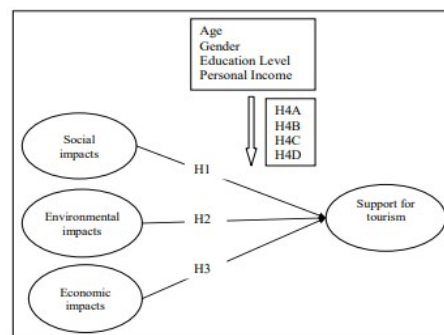 Age
Gender
Education Level
Personal Income
H4A
H4B
H4C
H4D
Social
impacts
H1
Environmental
impacts
H2
Support for
tourism
H3
Economic
impacts